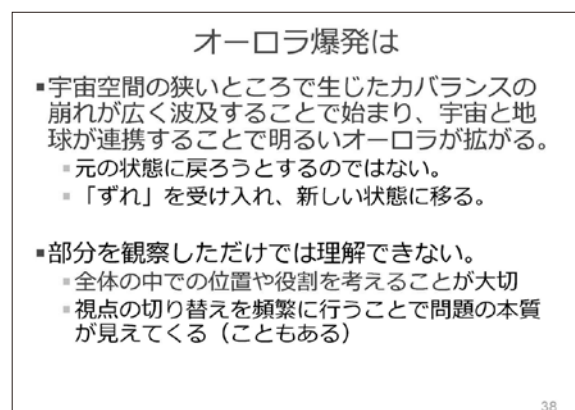 オーロラ爆発は
▪宇宙空間の狭いところで生じた力バランスの
崩れが広く波及することで始まり、宇宙と地
球が連携することで明るいオーロラが拡がる。
▪元の状態に戻ろうとするのではない。
▪「ずれ」を受け入れ、新しい状態に移る。
▪部分を観察しただけでは理解できない。
▪全体の中での位置や役割を考えることが大切
▪視点の切り替えを頻繁に行うことで問題の本質
が見えてくる（こともある）
38